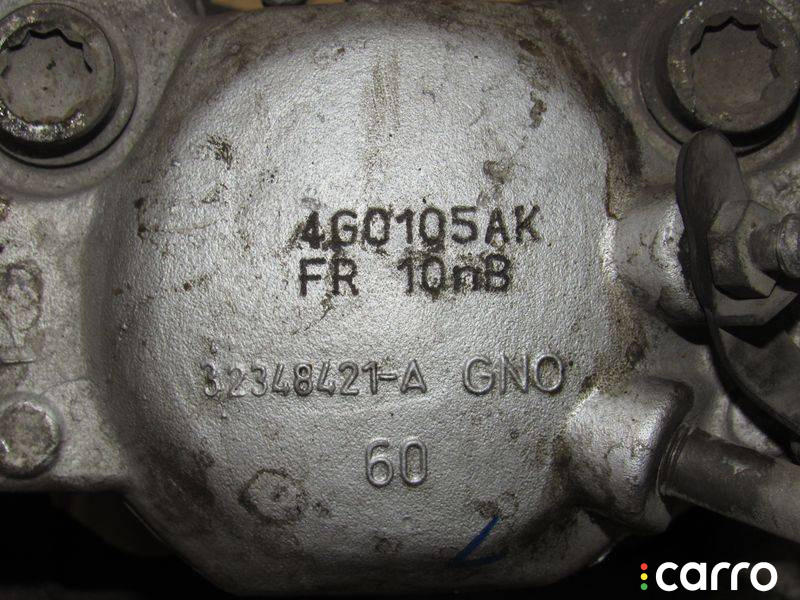 4G0105AK
FR 10nB
32348421-A GNO
60
carro